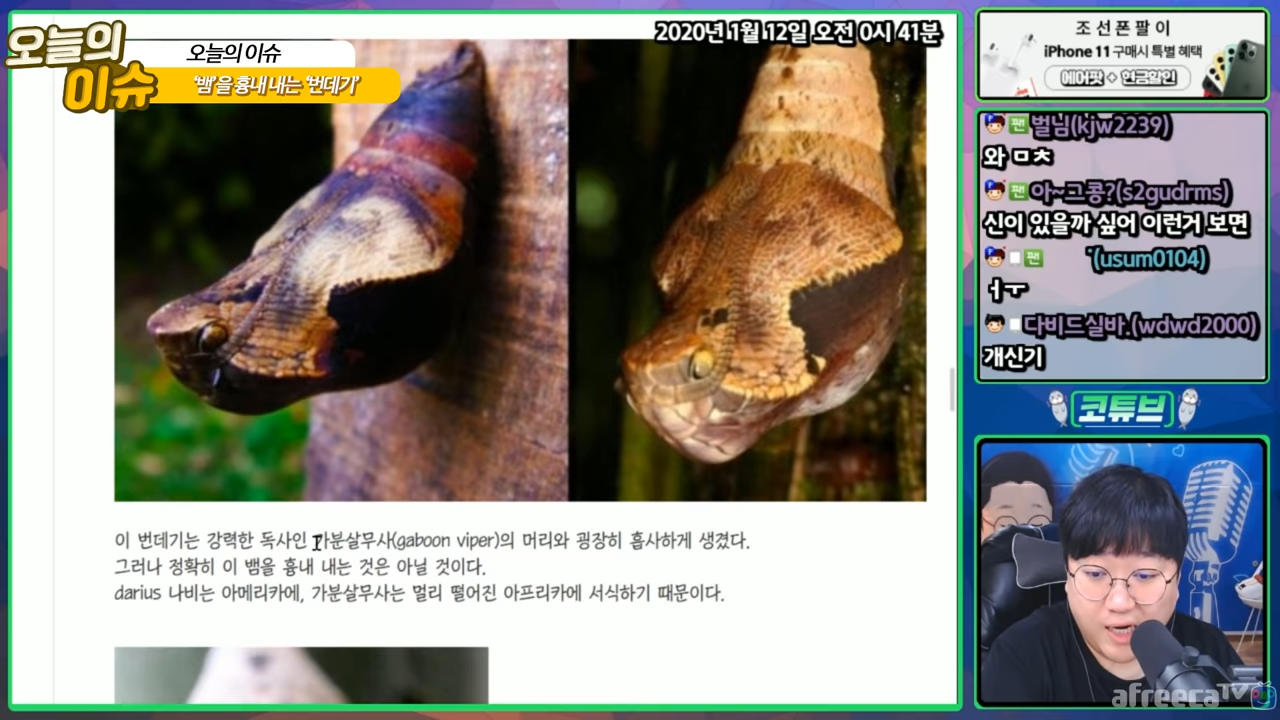 오늘의
이슈
오늘의 이슈
'뱀'을 흉내 내는 '번데기'
2020년 1월 12일 오전 0시 41분
이 번데기는 강력한 독사인 가분살무사(gaboon viper)의 머리와 굉장히 흡사하게 생겼다.
그러나 정확히 이 뱀을 흉내 내는 것은 아닐 것이다.
darius 나비는 아메리카에, 가분살무사는 멀리 떨어진 아프리카에 서식하기 때문이다.
조선폰팔이
iPhone 11 구매시 특별 혜택
에어팟 + 현금할인
팬 벌님(kjw2239)
와 ㅁㅊ
팬 아~그콩?(s2gudrms)
신이 있을까 싶어 이런거 보면
팬 (usum0104)
ㅓㅜ
다비드실바.(wdwd2000)
개신기
코튜브
afreecaTV